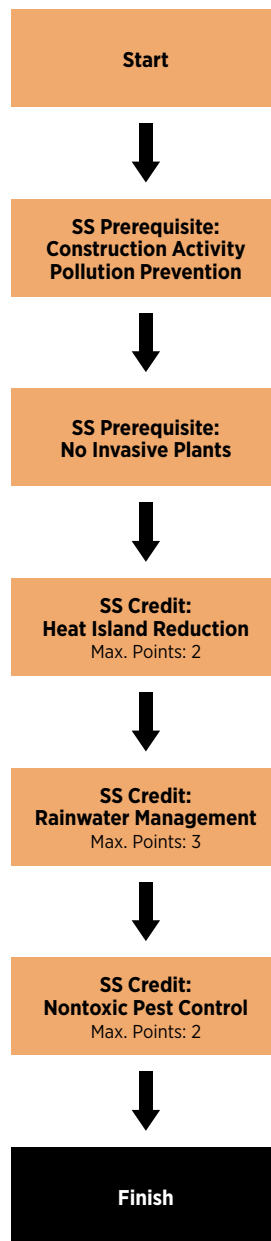 Start
SS Prerequisite:
Construction Activity
Pollution Prevention
SS Prerequisite:
No Invasive Plants
SS Credit:
Heat Island Reduction
Max. Points: 2
SS Credit:
Rainwater Management
Max. Points: 3
SS Credit:
Nontoxic Pest Control
Max. Points: 2
Finish